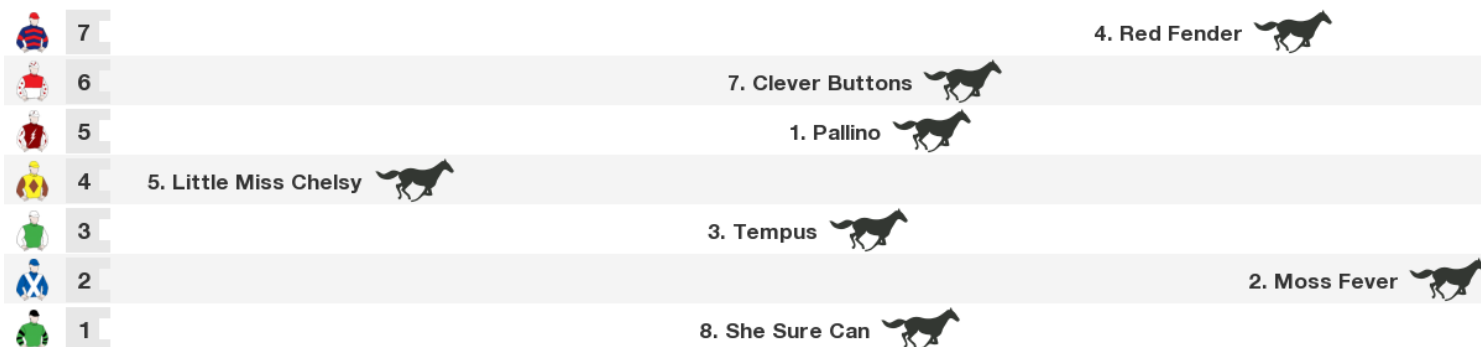 7 4. Red Fender
6 7. Clever Buttons
5 1. Pallino
4 5. Little Miss Chelsy
3 3. Tempus
2 2. Moss Fever
1 8. She Sure Can